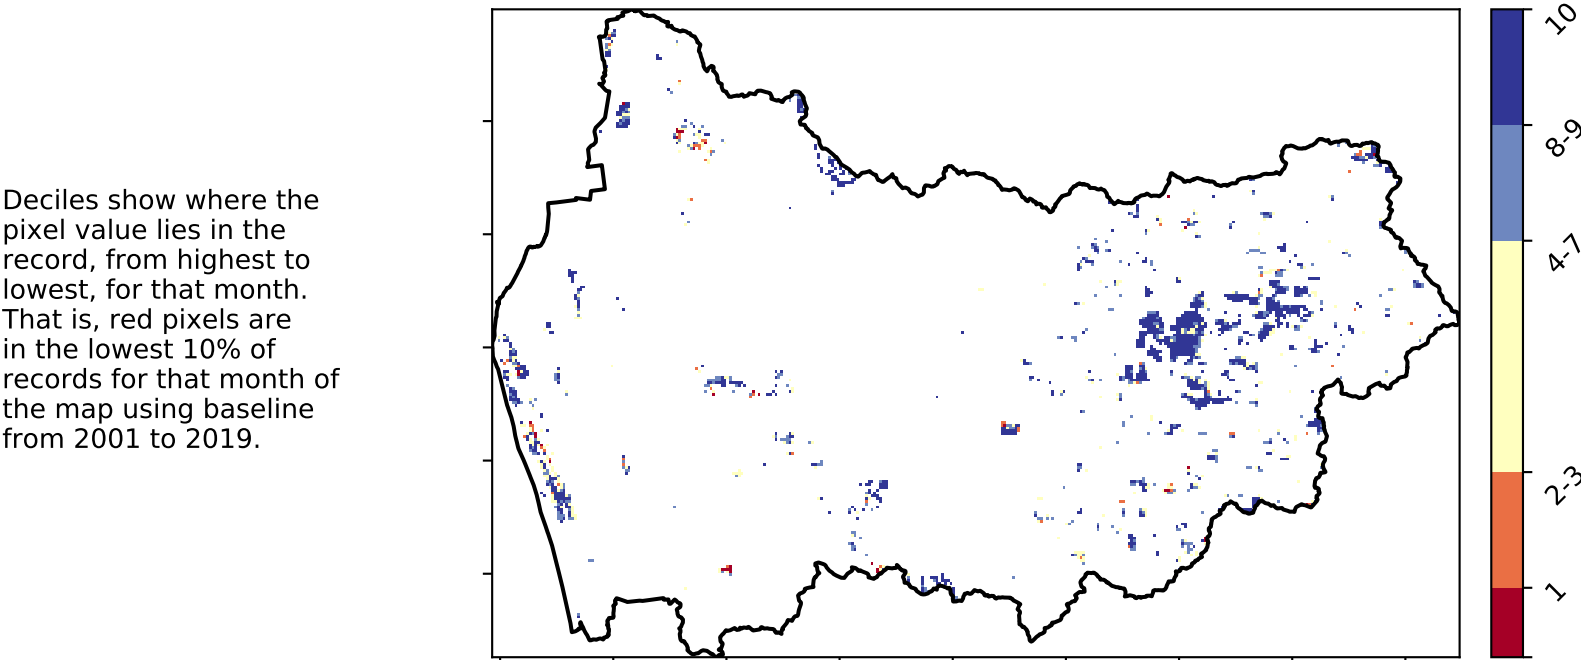 Deciles show where the
pixel value lies in the
record, from highest to
lowest, for that month.
That is, red pixels are
in the lowest 10% of
records for that month of
the map using baseline
from 2001 to 2019.
10
8-9
4-7
2-3
1